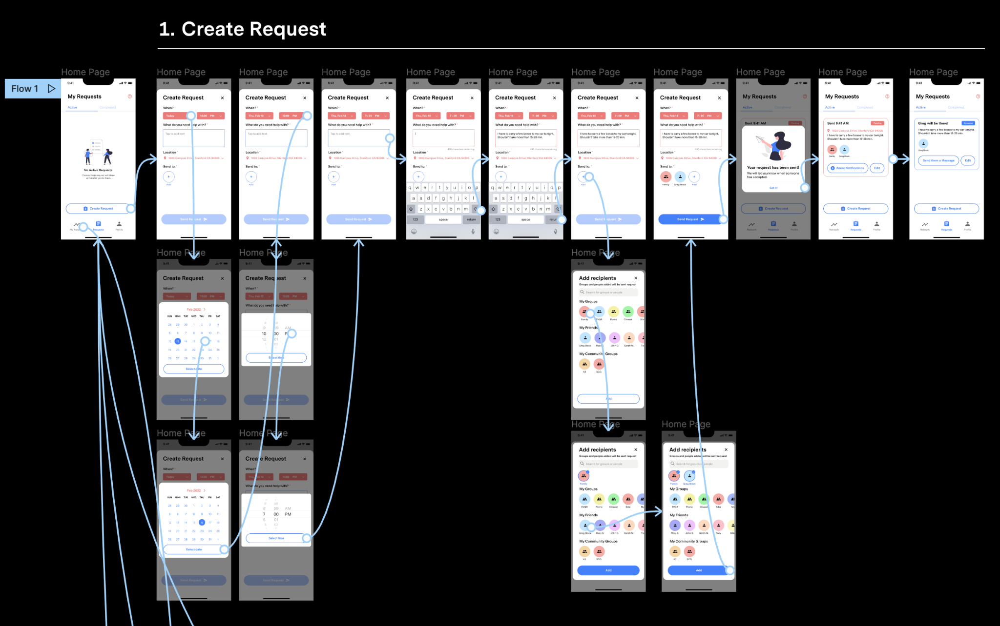 1. Create Request
Flow 1
Home Page
9:41
My Requests
Active
Completed
No Active Requests
Created help request will show
up here for you to track.
Create Request
Requests
Profile
Home Page
9:41
Create Request
When? *
Today
10:00 PM
What do you need help with? *
Tap to add text
Location *
1035 Campus Drive, Stanford CA 94305
Send to: *
Add
Send Request
Home Page
9:41
Create Request
When? *
Thu, Feb 13
10:00 PM
What do you need help with? *
Tap to add text
Location *
1035 Campus Drive, Stanford CA 94305
Send to: *
Add
Send Request
Home Page
9:41
Create Request
When? *
Thu, Feb 13
7 : 00 PM
What do you need help with? *
Tap to add text
Location *
1035 Campus Drive, Stanford CA 94305
Send to: *
Add
Send Request
Home Page
9:41
Create Request
When? *
Thu, Feb 13
7 : 00 PM
What do you need help with? *
400 characters remaining
Location *
1035 Campus Drive, Stanford CA 94305
Send to: *
q w e r t y u i o p
a s d f g h j k l
z x c v b n m
123 space return
Home Page
9:41
Create Request
When? *
Thu, Feb 13
7 : 00 PM
What do you need help with? *
I have to carry a few boxes to my car tonight.
Shouldn't take more than 15-20 min.
400 characters remaining
Location *
1035 Campus Drive, Stanford CA 94305
Send to: *
q w e r t y u i o p
a s d f g h j k l
z x c v b n m
123 space return
Home Page
9:41
Create Request
When? *
Thu, Feb 13
7 : 00 PM
What do you need help with? *
I have to carry a few boxes to my car tonight.
Shouldn't take more than 15-20 min.
400 characters remaining
Location *
1035 Campus Drive, Stanford CA 94305
Send to: *
Add
Send Request
Home Page
9:41
Create Request
When? *
Thu, Feb 13
7 : 00 PM
What do you need help with? *
I have to carry a few boxes to my car tonight.
Shouldn't take more than 15-20 min.
400 characters remaining
Location *
1035 Campus Drive, Stanford CA 94305
Send to: *
Family
Greg Block
Add
Send Request
Home Page
9:41
My Requests
Active
Completed
Sent 9:41 AM
Pending
Your request has been sent!
We will let you know when someone
has accepted.
Got it!
Create Request
Network
Requests
Profile
Home Page
9:41
My Requests
Active
Completed
Sent 9:41 AM
Pending
1035 Campus Drive, Stanford CA 94305
I have to carry a few boxes to my car tonight.
Shouldn't take more than 15-20 min.
Family
Greg Block
Boost Notifications
Edit
Create Request
Network
Requests
Profile
Home Page
9:41
My Requests
Active
Completed
Greg will be there!
Accepted
I have to carry a few boxes to my car tonight.
Shouldn't take more than 15-20 min.
Greg Block
Send them a Message
Edit
Create Request
Network
Requests
Profile
Home Page
9:41
Create Request
When? *
Today
10:00 PM
Feb 2022
SUN MON TUE WED THU FRI SAT
28 29 30 1 2 3 4
5 6 7 8 9 10 11
12 13 14 15 17 18
19 20 21 22 23 24 25
26 27 28 29 30 31 1
Select date
Send Request
Home Page
9:41
Create Request
When? *
Thu, Feb 13
10:00 PM
What do you need help with? *
8 58
9 59 AM
10 00 PM
12 01
02
Select time
Send Request
Home Page
9:41
Add recipients
Groups and people added will be sent request
Search for groups or people
My Groups
Family EVGR Flomo Closest
My Friends
Greg Block Mary S. John D. Sarah M.
My Community Groups
K2 SCG
Add
Home Page
9:41
Create Request
When?
Today
10:00 PM
Feb 2022
SUN MON TUE WED THU FRI SAT
28 29 30 1 2 3 4
5 6 7 8 9 10 11
12 13 14 15 16 17 18
19 20 21 22 23 24 25
26 27 28 29 30 31 1
Select date
Send Request
Home Page
9:41
Create Request
When?
Thu, Feb 13
10:00 PM
What do you need help with? *
9 58
8 59 AM
7 00 PM
6 01
5 02
Select time
Send Request
Home Page
9:41
Add recipients
Groups and people added will be sent request
Search for groups or people
Family
My Groups
EVGR Flomo Closest Siba
My Friends
Greg Block Mary S. John D. Sarah M.
My Community Groups
K2 SCG
Add
Home Page
9:41
Add recipients
Groups and people added will be sent request
Search for groups or people
Family
Greg Block
My Groups
EVGR Flomo Closest Siba
My Friends
Mary S. John D. Sarah M. Tony
My Community Groups
K2 SCG
Add